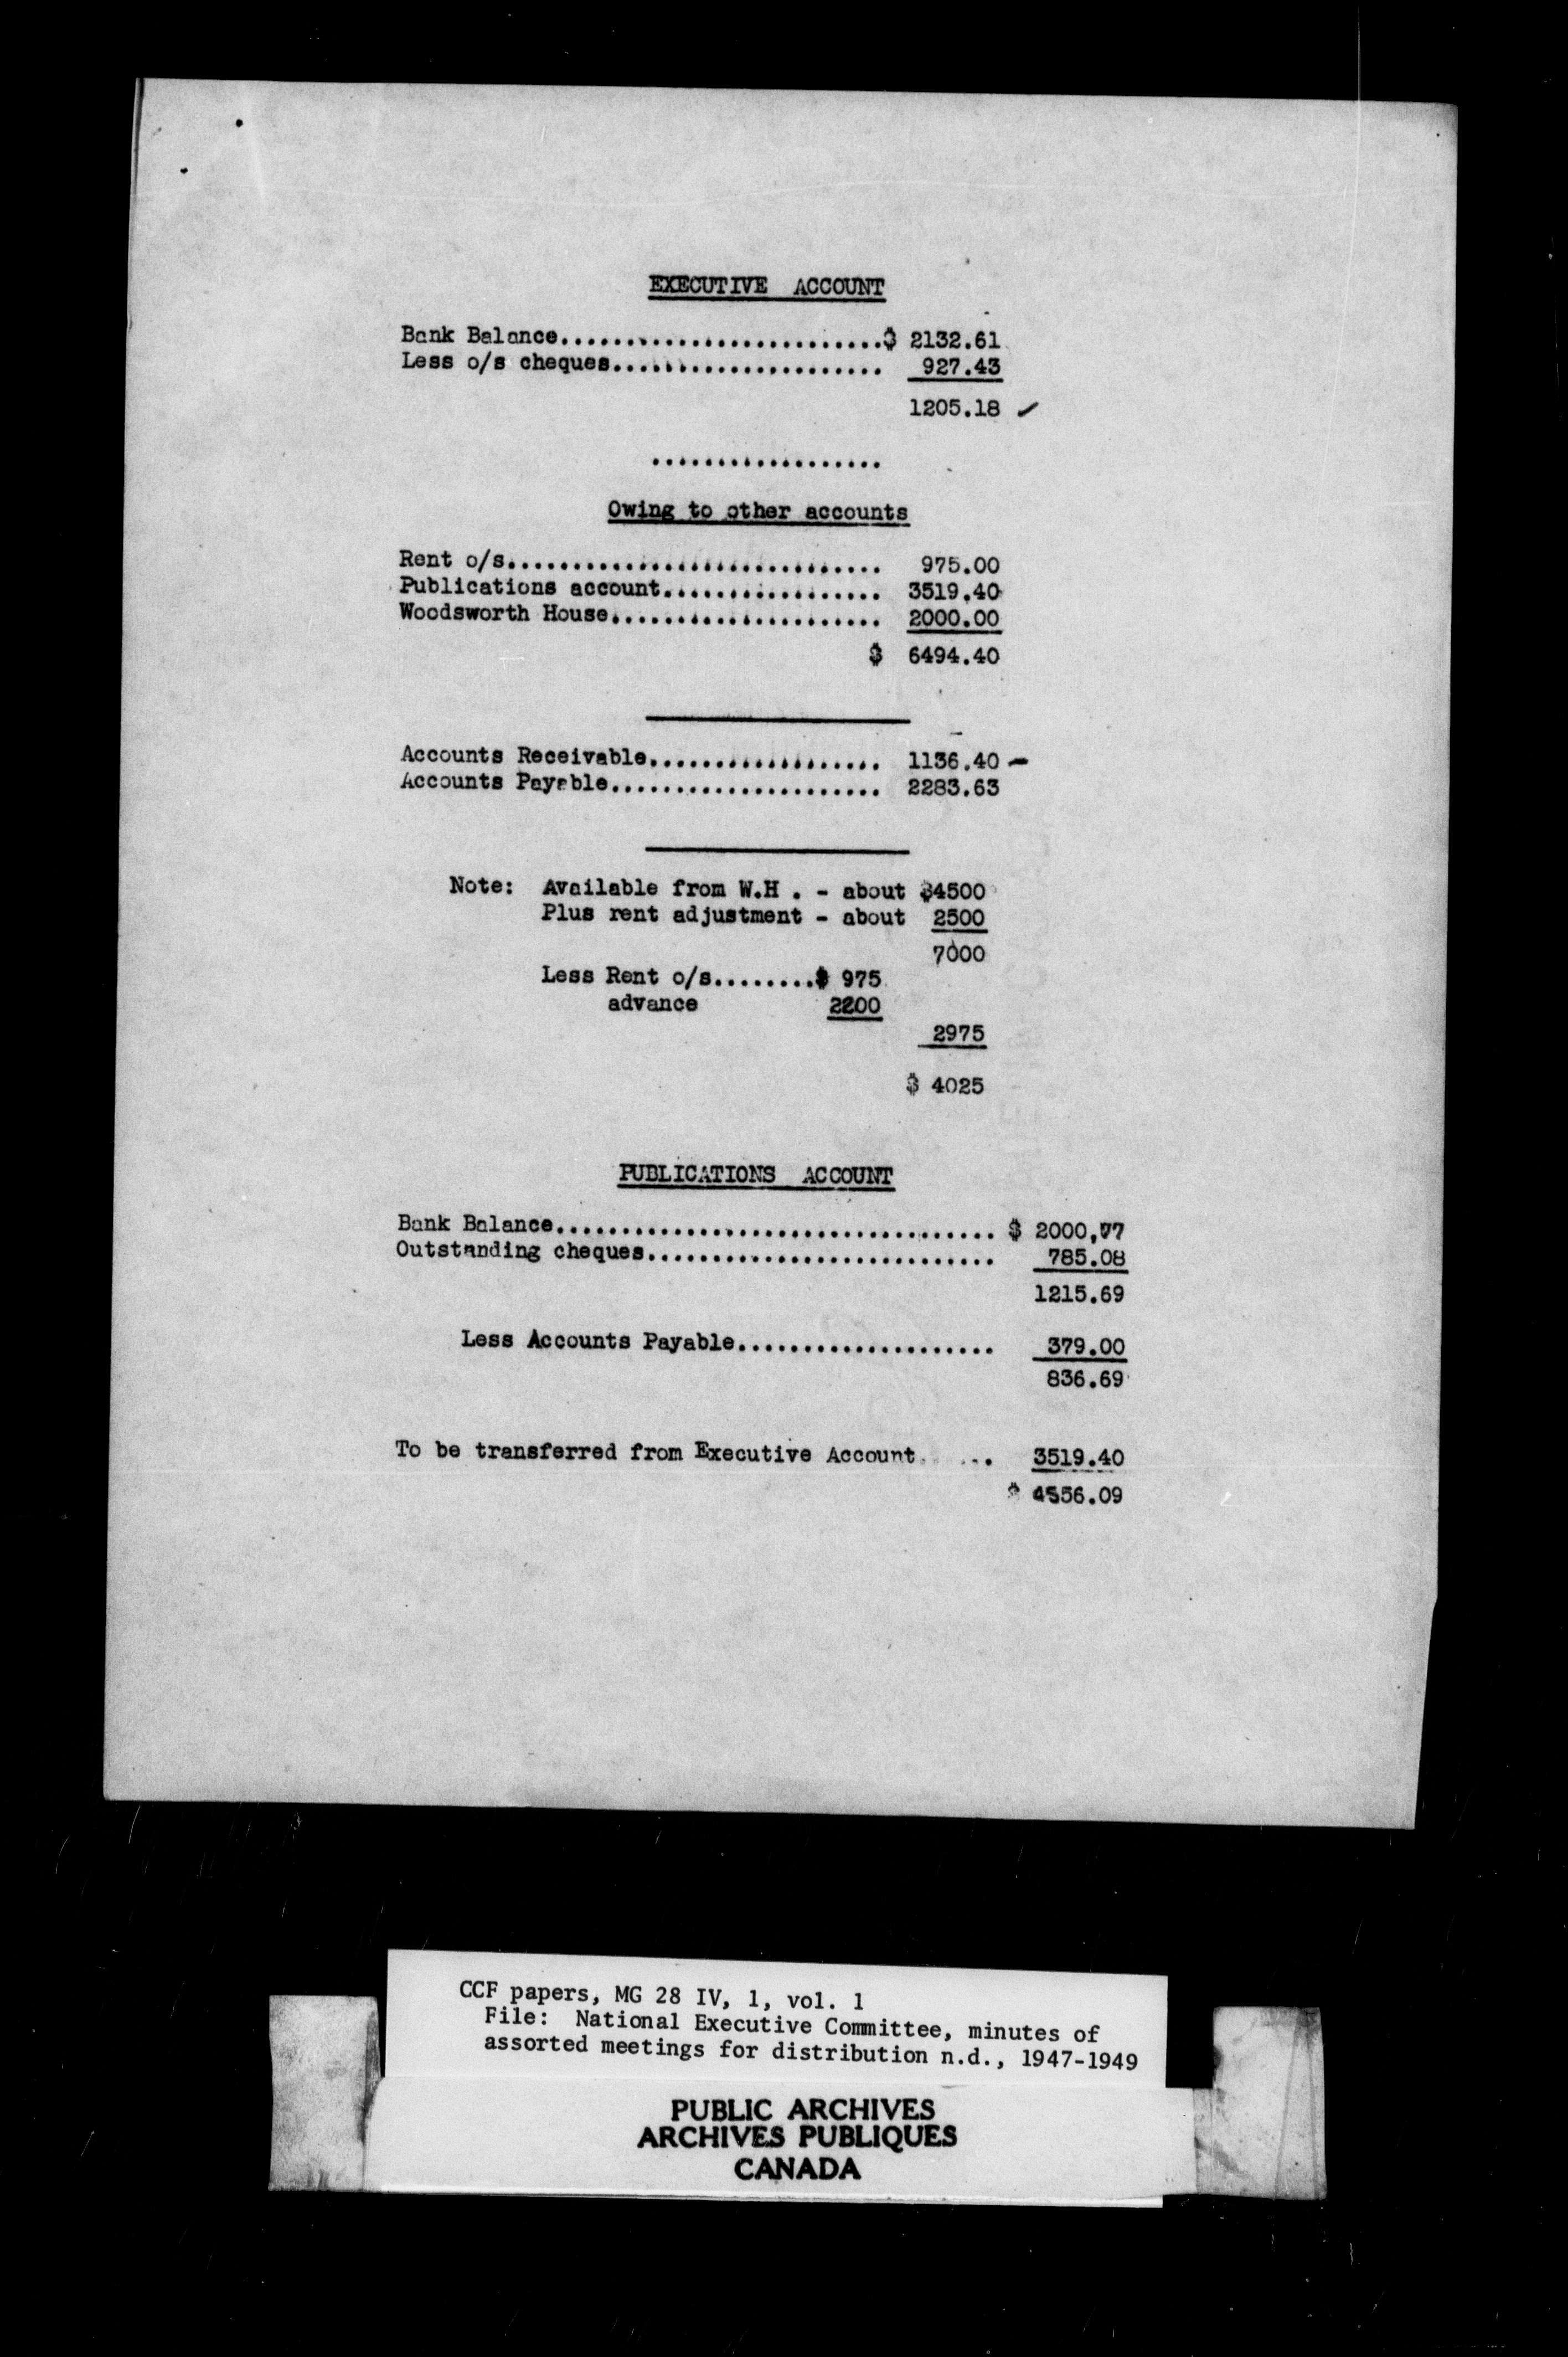 EXECUTIVE ACCOUNT
Bank Balance.........................$ 2132.61
Less o/s cheques..................... 927.43
1205.18 ✓
..................
Owing to other accounts
Rent o/s............................. 975.00
Publications account................. 3519.40
Woodsworth House..................... 2000.00
$ 6494.40
Accounts Receivable.................. 1136.40 -
Accounts Payable..................... 2283.63
Note: Available from W.H . - about $4500
Plus rent adjustment - about 2500
7000
Less Rent o/s........$ 975
advance 2200
2975
$ 4025
PUBLICATIONS ACCOUNT
Bank Balance.................................. $ 2000.77
Outstanding cheques........................... 785.08
1215.69
Less Accounts Payable.................... 379.00
836.69
To be transferred from Executive Account. ... 3519.40
$ 4356.09
CCF papers, MG 28 IV, 1, vol. 1
File: National Executive Committee, minutes of
assorted meetings for distribution n.d., 1947-1949
PUBLIC ARCHIVES
ARCHIVES PUBLIQUES
CANADA